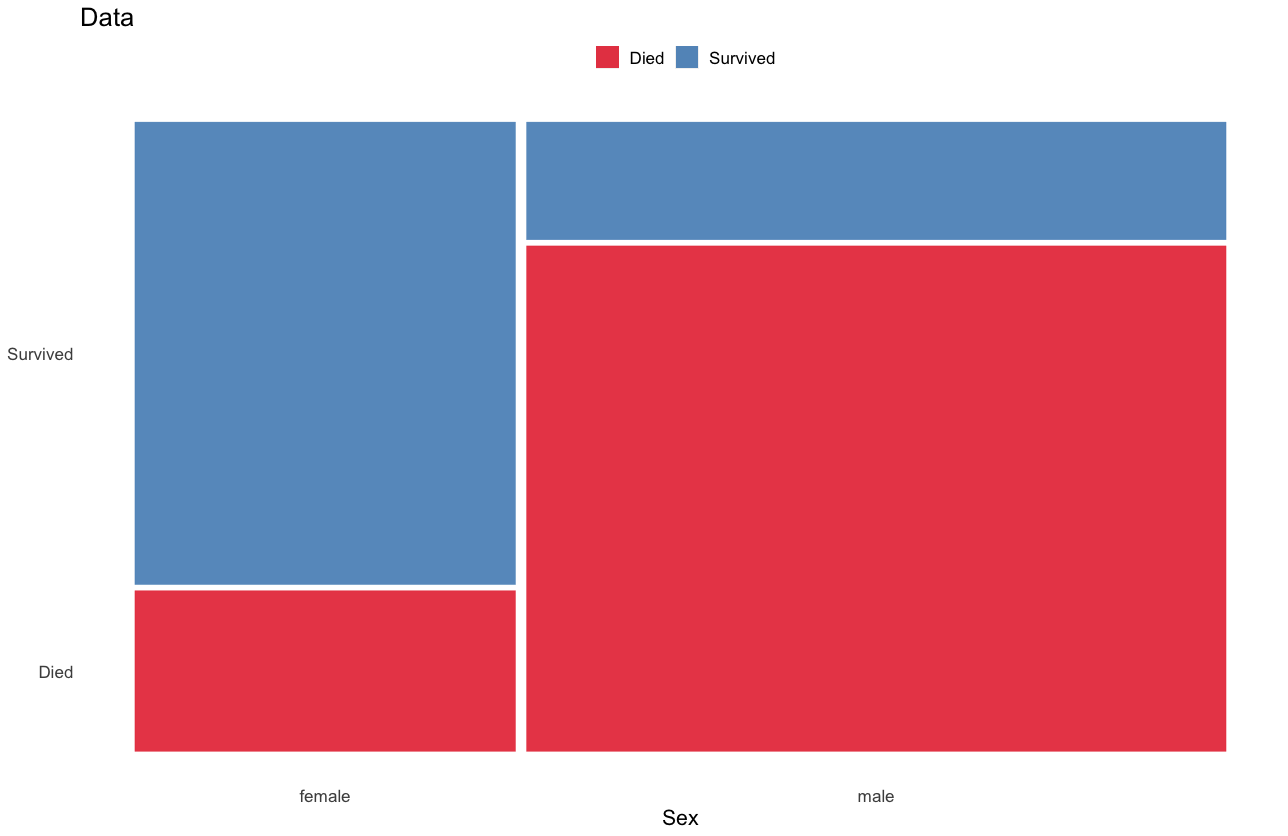 Data
Died Survived
Survived
Died
female male
Sex